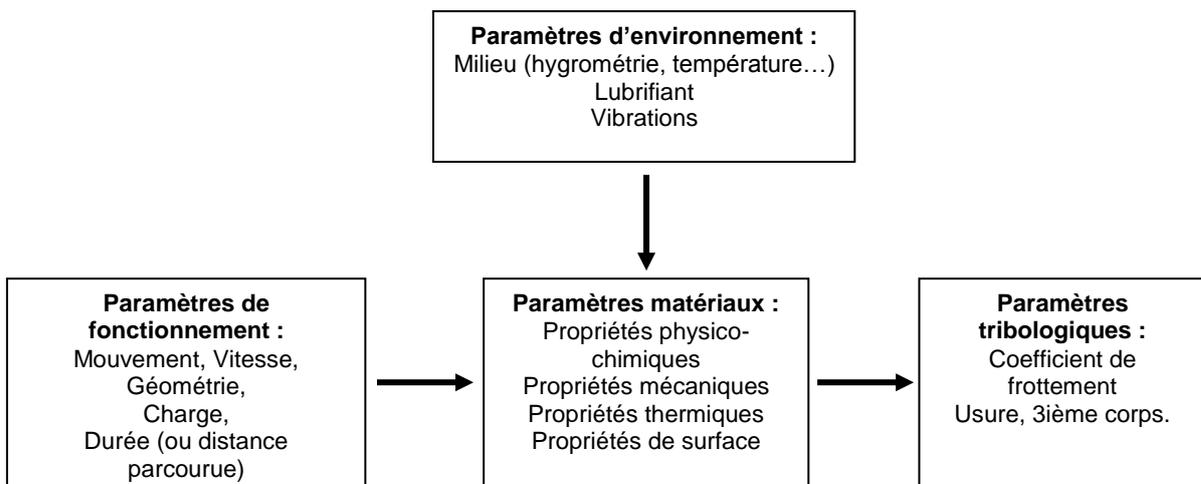 Paramètres d’environnement :
Milieu (hygrométrie, température…)
Lubrifiant
Vibrations
Paramètres de
fonctionnement :
Mouvement, Vitesse,
Géométrie,
Charge,
Durée (ou distance
parcourue)
Paramètres matériaux :
Propriétés physico-
chimiques
Propriétés mécaniques
Propriétés thermiques
Propriétés de surface
Paramètres
tribologiques :
Coefficient de
frottement
Usure, 3ième corps.